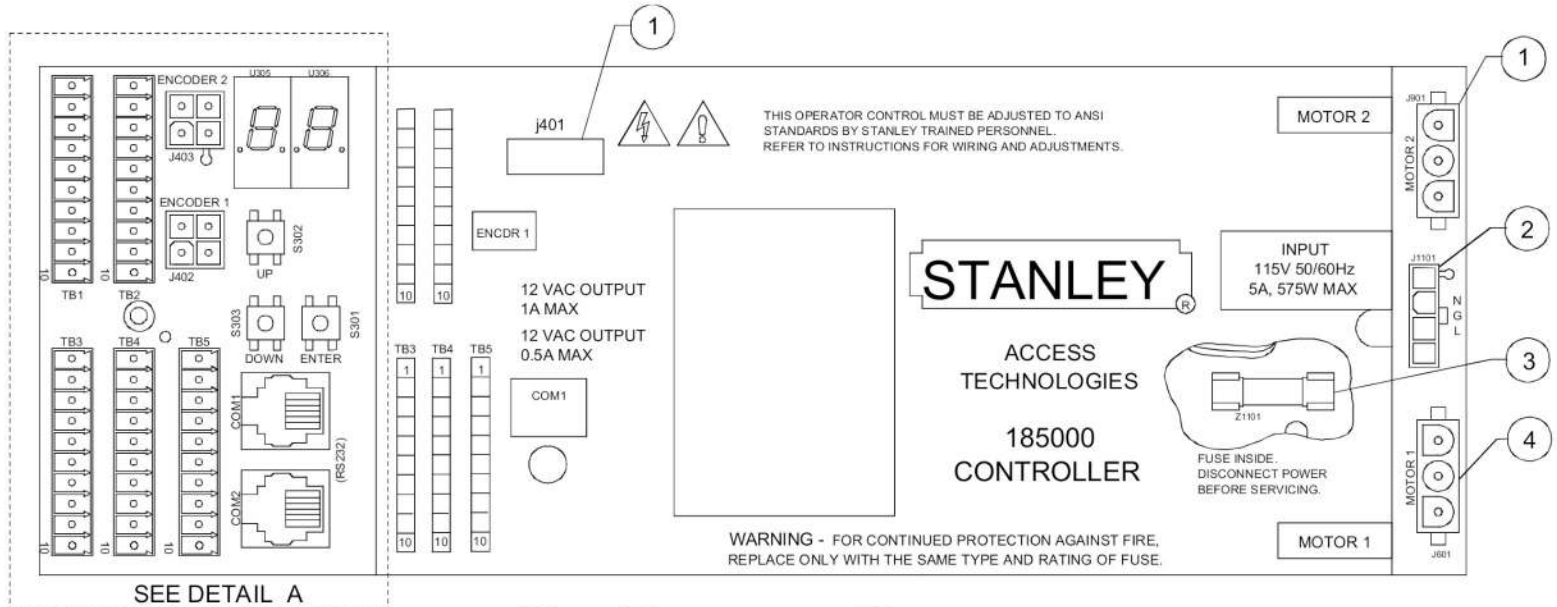 1
1
ENCODER 2
U305
U306
J403
j401
THIS OPERATOR CONTROL MUST BE ADJUSTED TO ANSI
STANDARDS BY STANLEY TRAINED PERSONNEL.
REFER TO INSTRUCTIONS FOR WIRING AND ADJUSTMENTS.
MOTOR 2
J901
MOTOR 2
ENCODER 1
J402
S302
UP
10
TB1
10
TB2
ENCDR 1
10
10
12 VAC OUTPUT
1A MAX
12 VAC OUTPUT
0.5A MAX
STANLEY®
INPUT
115V 50/60Hz
5A, 575W MAX
J1101
N
G
L
2
S303
DOWN
S301
ENTER
TB3
TB4
TB5
10
10
10
COM1
COM2
(RS232)
TB3
TB4
TB5
1
1
1
10
10
10
COM1
ACCESS
TECHNOLOGIES
185000
CONTROLLER
Z1101
3
FUSE INSIDE.
DISCONNECT POWER
BEFORE SERVICING.
MOTOR 1
4
J601
MOTOR 1
WARNING - FOR CONTINUED PROTECTION AGAINST FIRE,
REPLACE ONLY WITH THE SAME TYPE AND RATING OF FUSE.
SEE DETAIL A